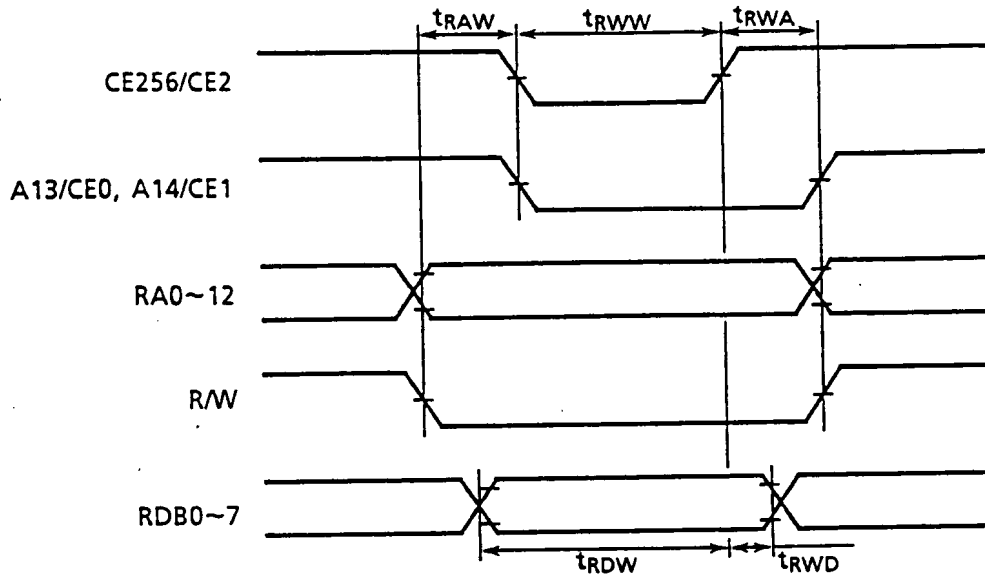 tRAW tRWW tRWA
CE256/CE2
A13/CE0, A14/CE1
RA0~12
R/W
RDB0~7
tRDW tRWD